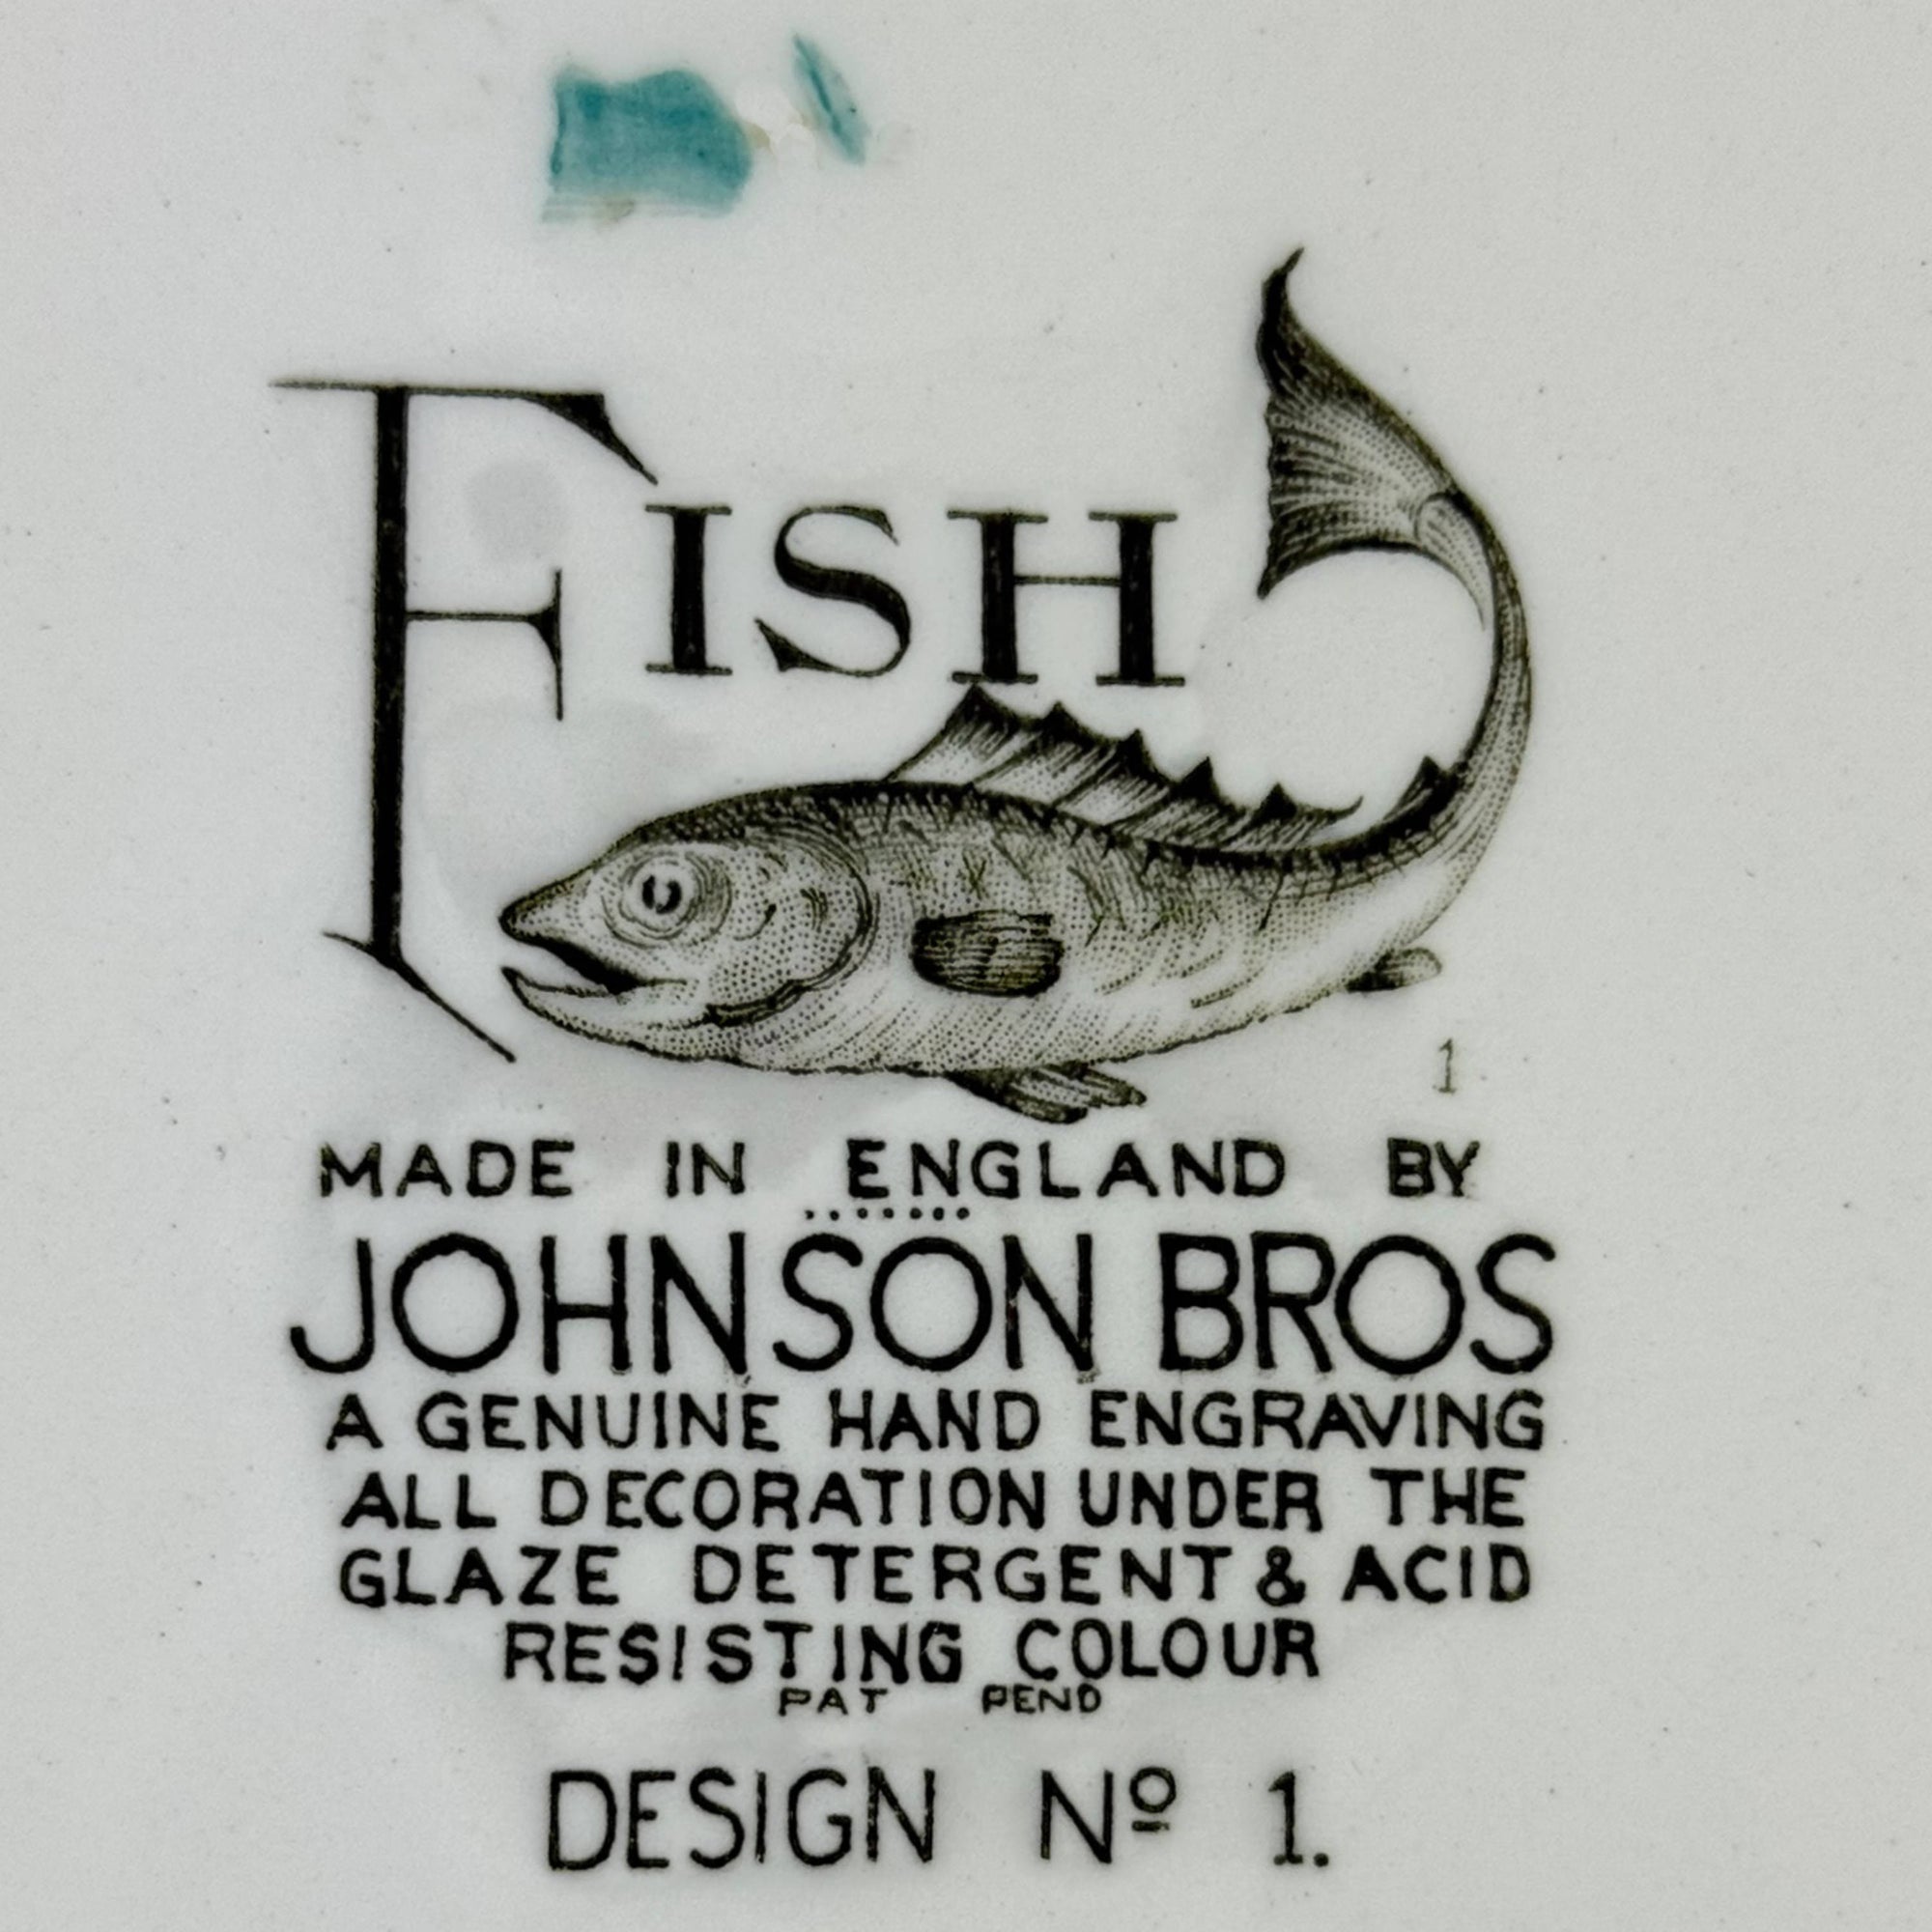 FISH
1
MADE IN ENGLAND BY
JOHNSON BROS
A GENUINE HAND ENGRAVING
ALL DECORATION UNDER THE
GLAZE DETERGENT & ACID
RESISTING COLOUR
PAT PEND
DESIGN Nº 1.